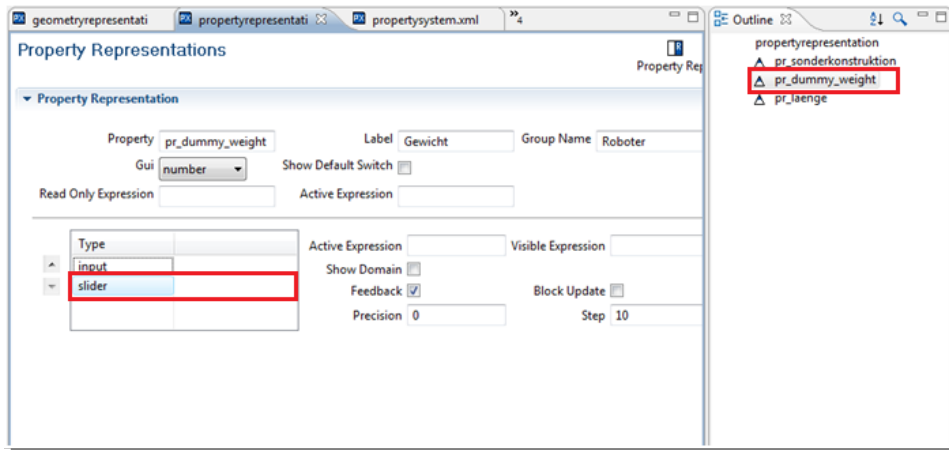 geometryrepresentati propertyrepresentati propertysystem.xml »4 Outline
Property Representations
Property Rep
propertyrepresentation
pr_sonderkonstruktion
pr_dummy_weight
pr_laenge
Property Representation
Property pr_dummy_weight Label Gewicht Group Name Roboter
Gui number Show Default Switch
Read Only Expression Active Expression
Type Active Expression Visible Expression
input Show Domain
slider Feedback Block Update
Precision 0 Step 10